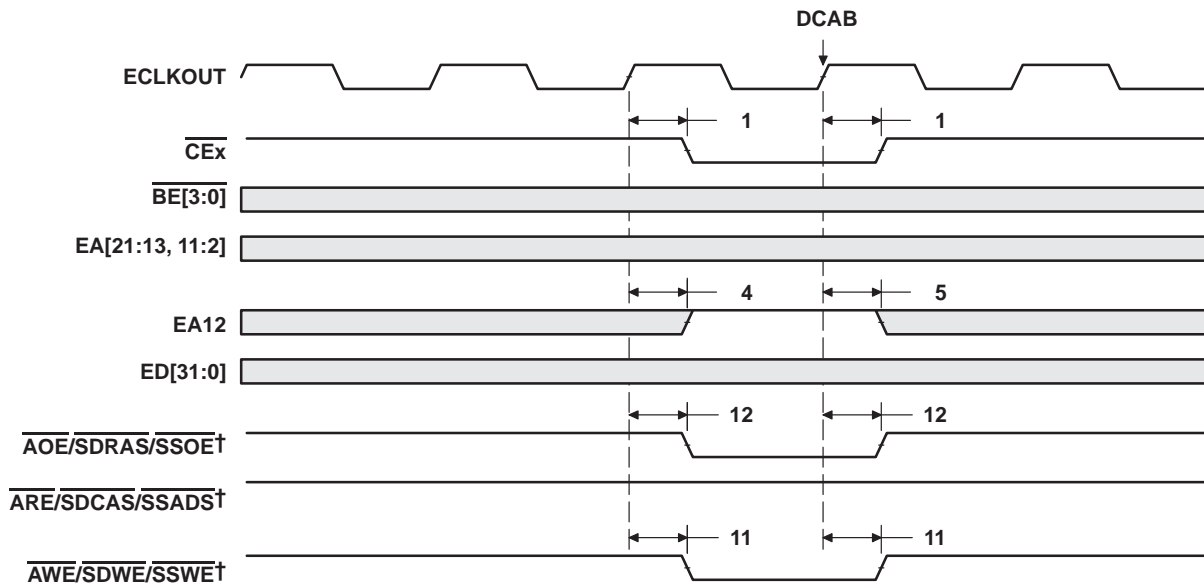 DCAB
ECLKOUT
1 1
CEx
BE[3:0]
EA[21:13, 11:2]
4 5
EA12
ED[31:0]
12 12
AOE/SDRAS/SSOE†
ARE/SDCAS/SSADS†
11 11
AWE/SDWE/SSWE†